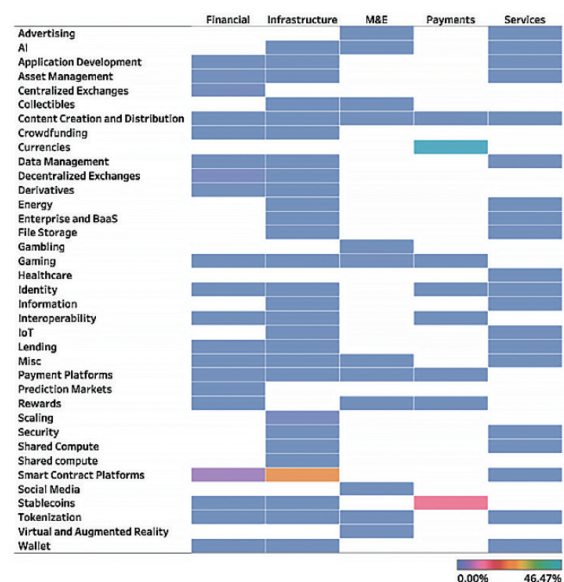 Financial Infrastructure M&E Payments Services
Advertising
AI
Application Development
Asset Management
Centralized Exchanges
Collectibles
Content Creation and Distribution
Crowdfunding
Currencies
Data Management
Decentralized Exchanges
Derivatives
Energy
Enterprise and BaaS
File Storage
Gambling
Gaming
Healthcare
Identity
Information
Interoperability
IoT
Lending
Misc
Payment Platforms
Prediction Markets
Rewards
Scaling
Security
Shared Compute
Shared compute
Smart Contract Platforms
Social Media
Stablecoins
Tokenization
Virtual and Augmented Reality
Wallet
0.00% 46.47%